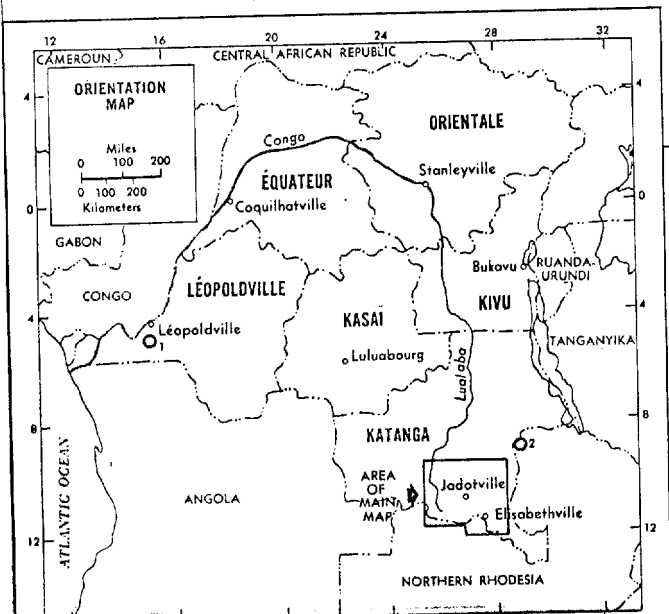 12 16 20 24 28 32
CAMEROUN
CENTRAL AFRICAN REPUBLIC
ORIENTATION
MAP
Miles
0 100 200
0 100 200
Kilometers
4
4
ORIENTALE
Congo
Stanleyville
ÉQUATEUR
Coquilhatville
0
0
GABON
Bukavu
RUANDA-
URUNDI
CONGO
LÉOPOLDVILLE
KIVU
KASAÏ
4
4
Léopoldville
1
TANGANYIKA
Luluabourg
Lualaba
8
8
KATANGA
2
ATLANTIC OCEAN
AREA
OF
MAIN
MAP
Jadotville
ANGOLA
Elisabethville
12
12
NORTHERN RHODESIA